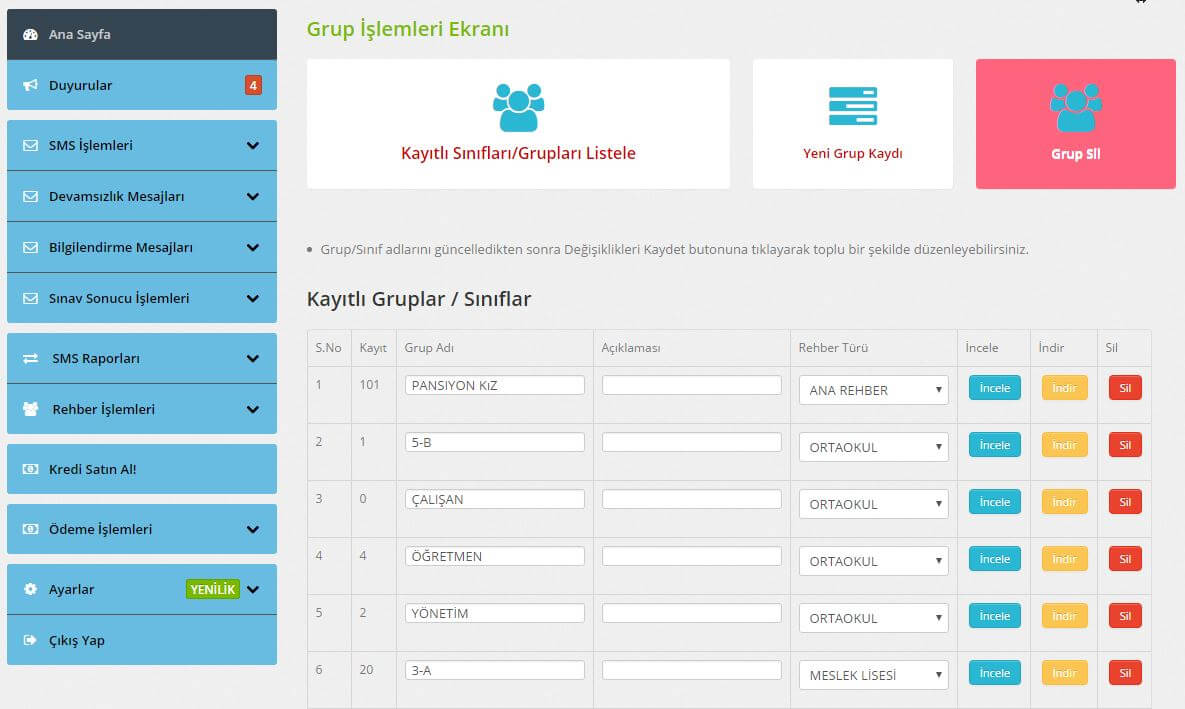 Ana Sayfa
Duyurular 4
SMS İşlemleri
Devamsızlık Mesajları
Bilgilendirme Mesajları
Sınav Sonucu İşlemleri
SMS Raporları
Rehber İşlemleri
Kredi Satın Al!
Ödeme İşlemleri
Ayarlar YENİLİK
Çıkış Yap
Grup İşlemleri Ekranı
Kayıtlı Sınıfları/Grupları Listele
Yeni Grup Kaydı
Grup Sil
Grup/Sınıf adlarını güncelledikten sonra Değişiklikleri Kaydet butonuna tıklayarak toplu bir şekilde düzenleyebilirsiniz.
Kayıtlı Gruplar / Sınıflar
S.No Kayıt Grup Adı Açıklaması Rehber Türü İncele İndir Sil
1 101 PANSIYON KıZ ANA REHBER İncele İndir Sil
2 1 5-B ORTAOKUL İncele İndir Sil
3 0 ÇALIŞAN ORTAOKUL İncele İndir Sil
4 4 ÖĞRETMEN ORTAOKUL İncele İndir Sil
5 2 YÖNETİM ORTAOKUL İncele İndir Sil
6 20 3-A MESLEK LİSESİ İncele İndir Sil